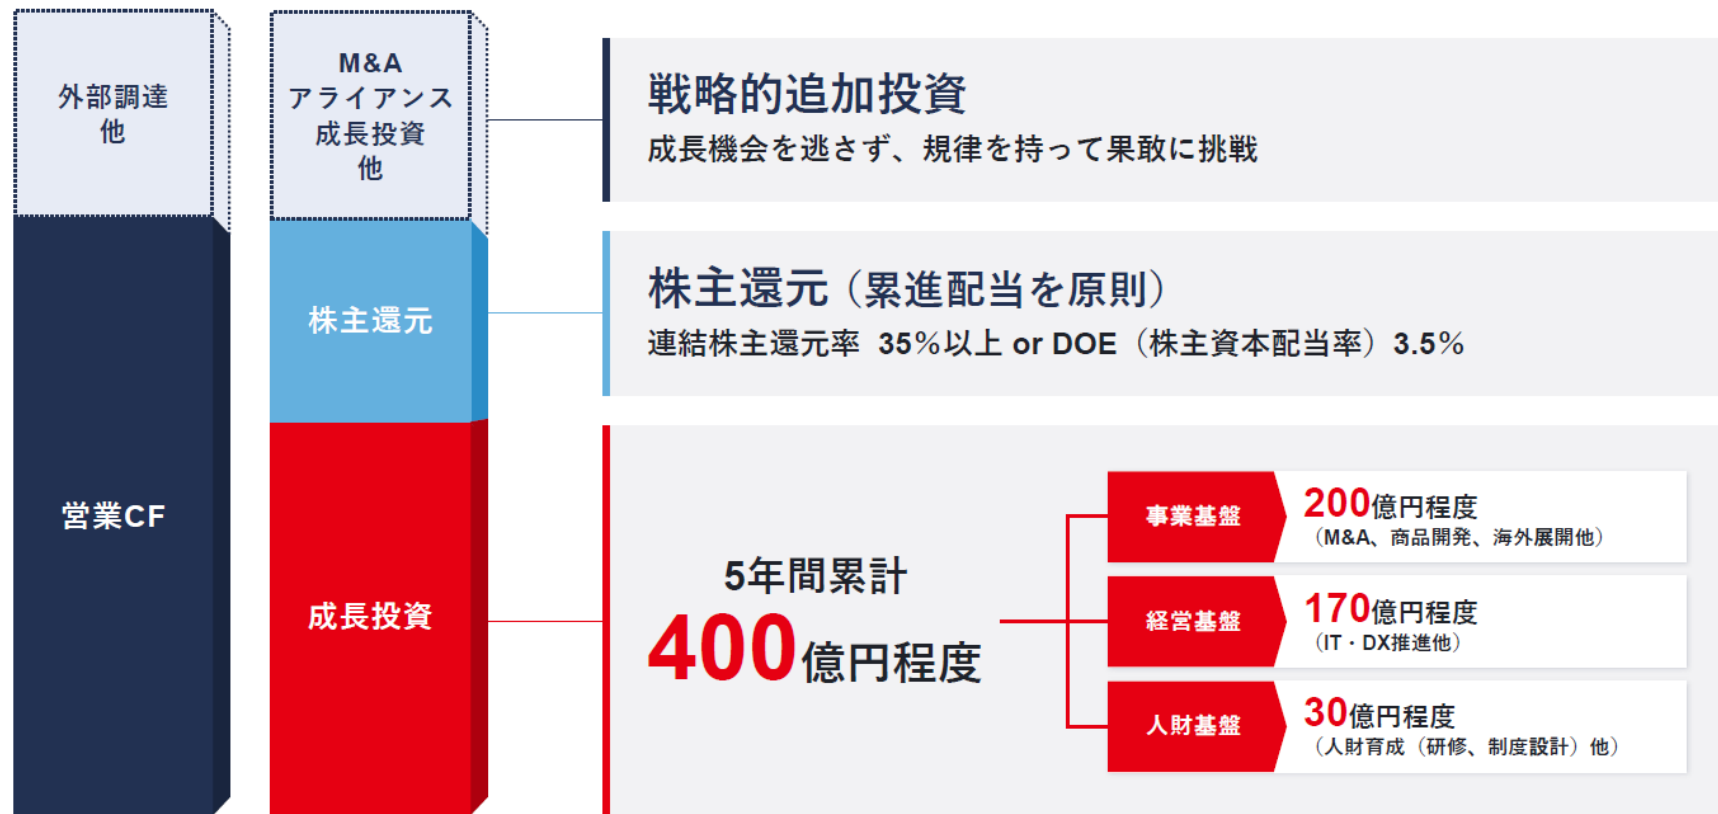 外部調達
他
営業CF
M&A
アライアンス
成長投資
他
株主還元
成長投資
戦略的追加投資
成長機会を逃さず、規律を持って果敢に挑戦
株主還元（累進配当を原則）
連結株主還元率 35%以上 or DOE（株主資本配当率）3.5%
5年間累計
400億円程度
事業基盤
200億円程度
（M&A、商品開発、海外展開他）
経営基盤
170億円程度
（IT・DX推進他）
人財基盤
30億円程度
（人財育成（研修、制度設計）他）